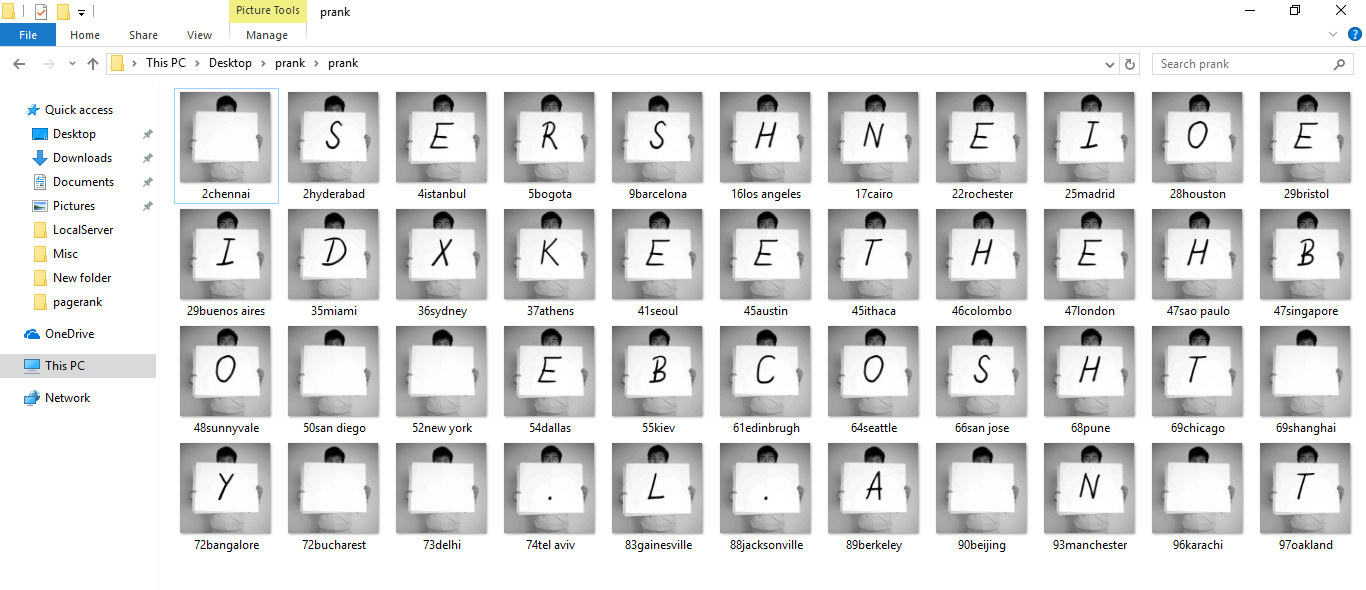 Picture Tools prank
File Home Share View Manage
This PC Desktop prank prank Search prank
Quick access
Desktop
Downloads
Documents
Pictures
LocalServer
Misc
New folder
pagerank
OneDrive
This PC
Network
S E R S H N E I O E
2chennai 2hyderabad 4istanbul 5bogota 9barcelona 16los angeles 17cairo 22rochester 25madrid 28houston 29bristol
I D X K E E T H E H B
29buenos aires 35miami 36sydney 37athens 41seoul 45austin 45ithaca 46colombo 47london 47sao paulo 47singapore
O E B C O S H T
48sunnyvale 50san diego 52new york 54dallas 55kiev 61edinbrugh 64seattle 66san jose 68pune 69chicago 69shanghai
Y . L . A N T
72bangalore 72bucharest 73delhi 74tel aviv 83gainesville 88jacksonville 89berkeley 90beijing 93manchester 96karachi 97oakland